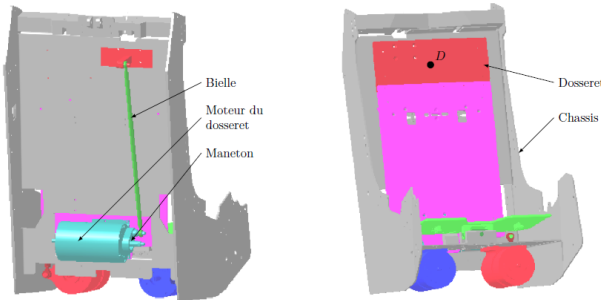 Bielle
Moteur du
dosseret
Maneton
D
Dosseret
Chassis